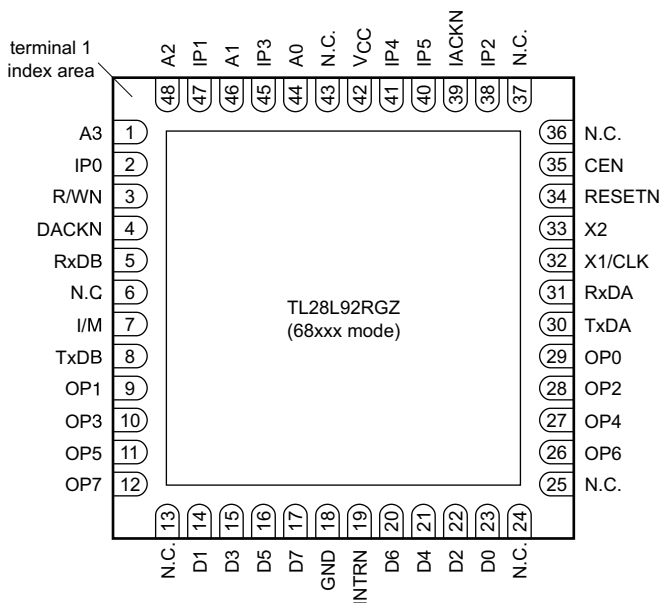 terminal 1
index area
A2 IP1 A1 IP3 A0 N.C. VCC IP4 IP5 IACKN IP2 N.C.
48 47 46 45 44 43 42 41 40 39 38 37
A3 1
IP0 2
R/WN 3
DACKN 4
RxDB 5
N.C. 6
I/M 7
TxDB 8
OP1 9
OP3 10
OP5 11
OP7 12
TL28L92RGZ
(68xxx mode)
36 N.C.
35 CEN
34 RESETN
33 X2
32 X1/CLK
31 RxDA
30 TxDA
29 OP0
28 OP2
27 OP4
26 OP6
25 N.C.
13 14 15 16 17 18 19 20 21 22 23 24
N.C. D1 D3 D5 D7 GND INTRN D6 D4 D2 D0 N.C.